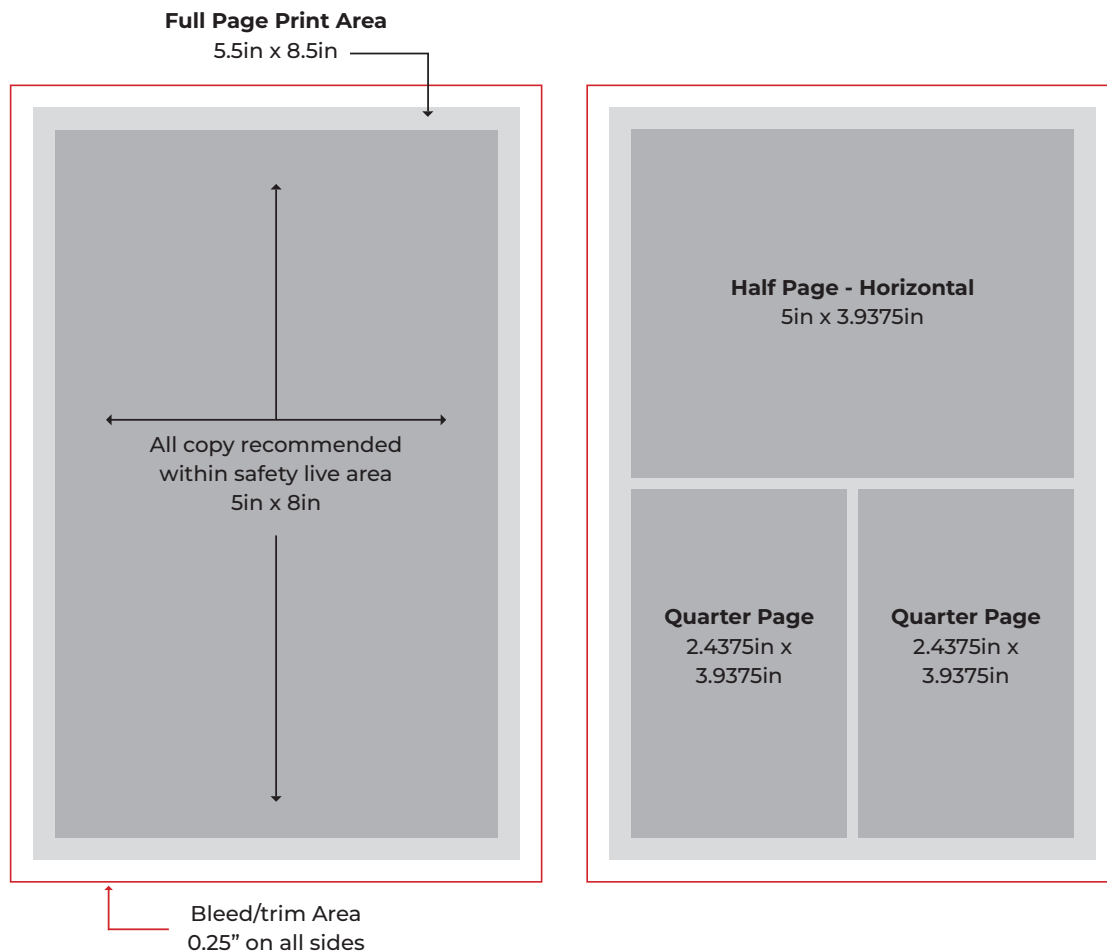 Full Page Print Area
5.5in x 8.5in
All copy recommended
within safety live area
5in x 8in
Bleed/trim Area
0.25” on all sides
Half Page - Horizontal
5in x 3.9375in
Quarter Page
2.4375in x
3.9375in
Quarter Page
2.4375in x
3.9375in